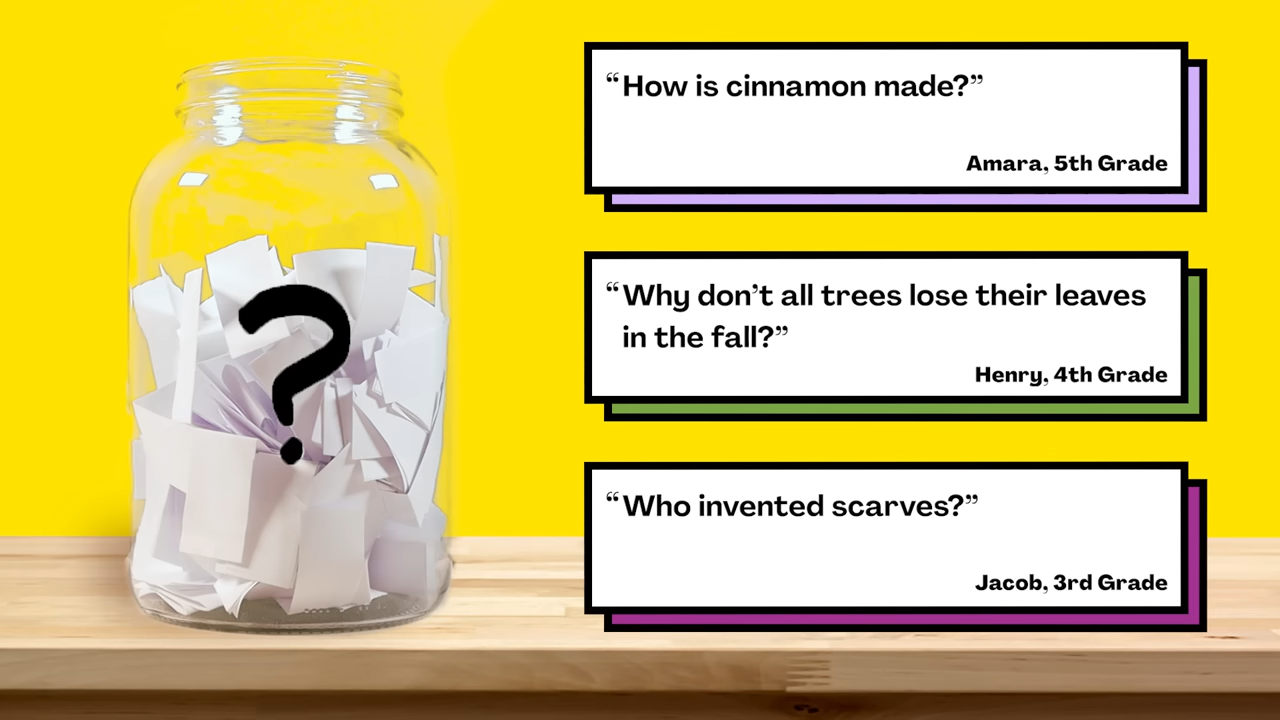 ?
“How is cinnamon made?”
Amara, 5th Grade
“Why don’t all trees lose their leaves
in the fall?”
Henry, 4th Grade
“Who invented scarves?”
Jacob, 3rd Grade